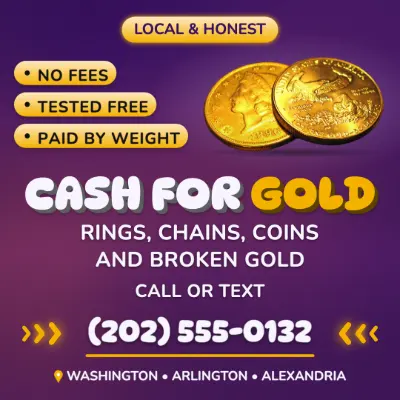 LOCAL & HONEST
• NO FEES
• TESTED FREE
• PAID BY WEIGHT
CASH FOR GOLD
RINGS, CHAINS, COINS
AND BROKEN GOLD
CALL OR TEXT
(202) 555-0132
WASHINGTON • ARLINGTON • ALEXANDRIA